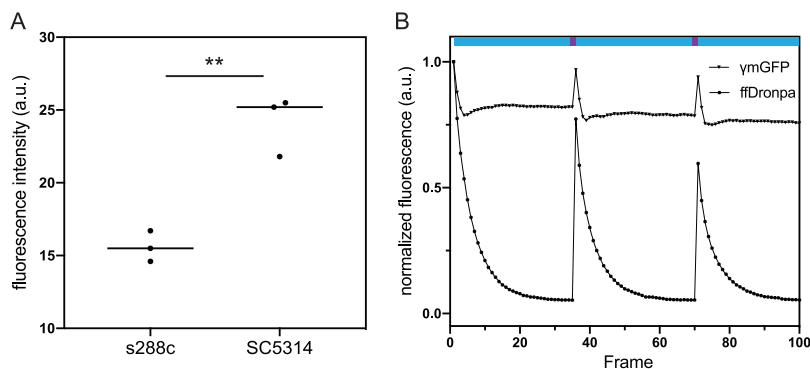 A
fluorescence intensity (a.u.)
30
25
20
15
10
**
s288c
SC5314
B
normalized fluorescence (a.u.)
1.0
0.5
0.0
γmGFP
ffDronpa
0
20
40
60
80
100
Frame